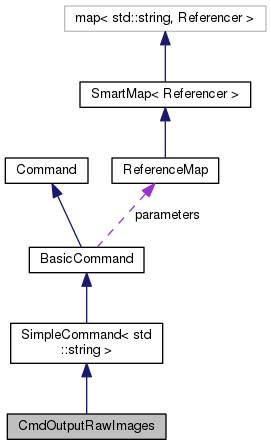 map< std::string, Referencer >
SmartMap< Referencer >
Command
ReferenceMap
parameters
BasicCommand
SimpleCommand< std
::string >
CmdOutputRawImages